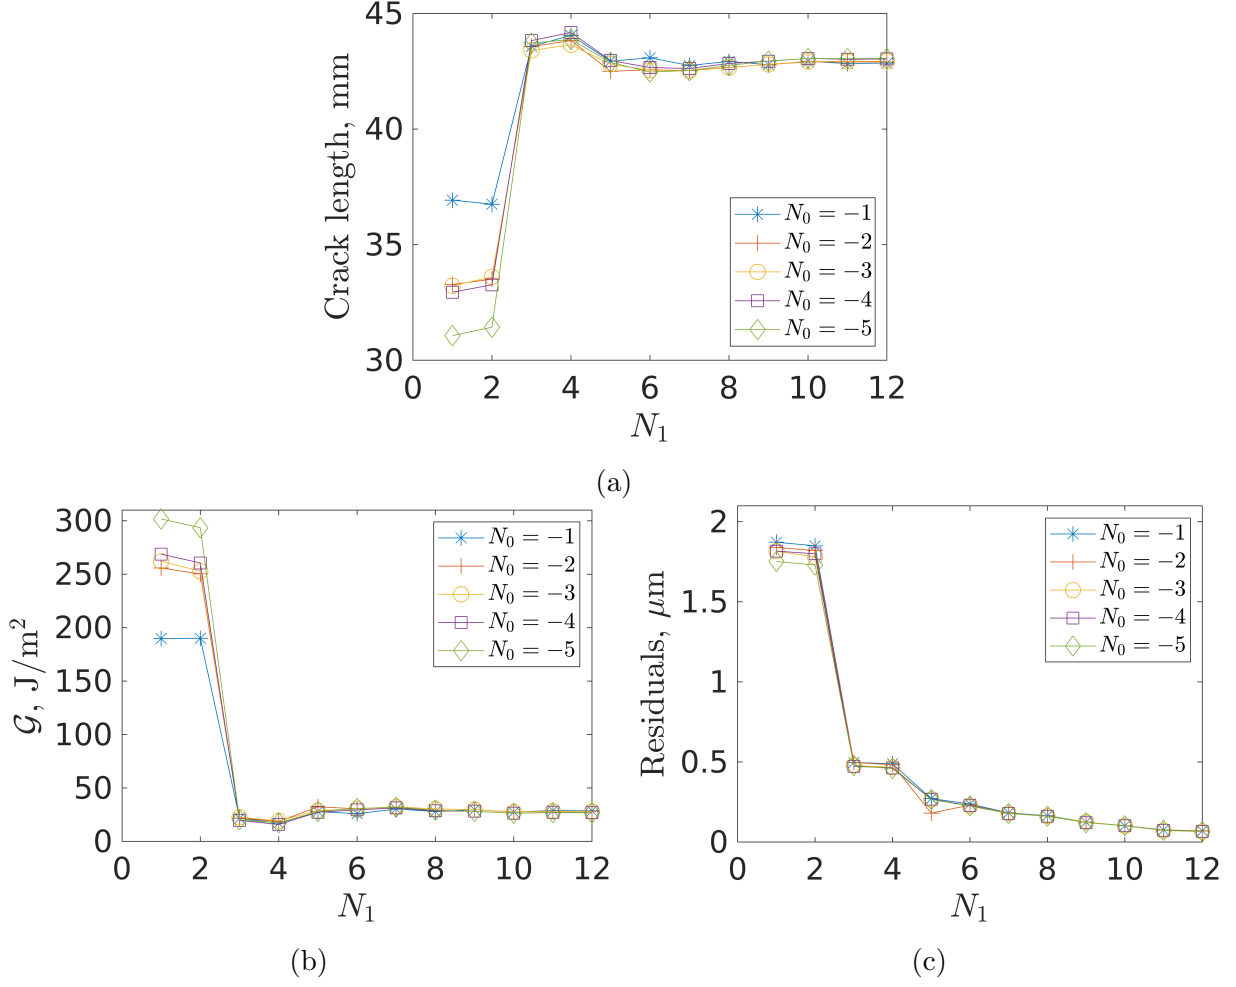 45
40
35
30
Crack length, mm
0 2 4 6 8 10 12
N₁
N₀ = −1
N₀ = −2
N₀ = −3
N₀ = −4
N₀ = −5
(a)
300
250
200
150
100
50
0
𝒢, J/m²
0 2 4 6 8 10 12
N₁
N₀ = −1
N₀ = −2
N₀ = −3
N₀ = −4
N₀ = −5
(b)
2
1.5
1
0.5
0
Residuals, μm
0 2 4 6 8 10 12
N₁
N₀ = −1
N₀ = −2
N₀ = −3
N₀ = −4
N₀ = −5
(c)